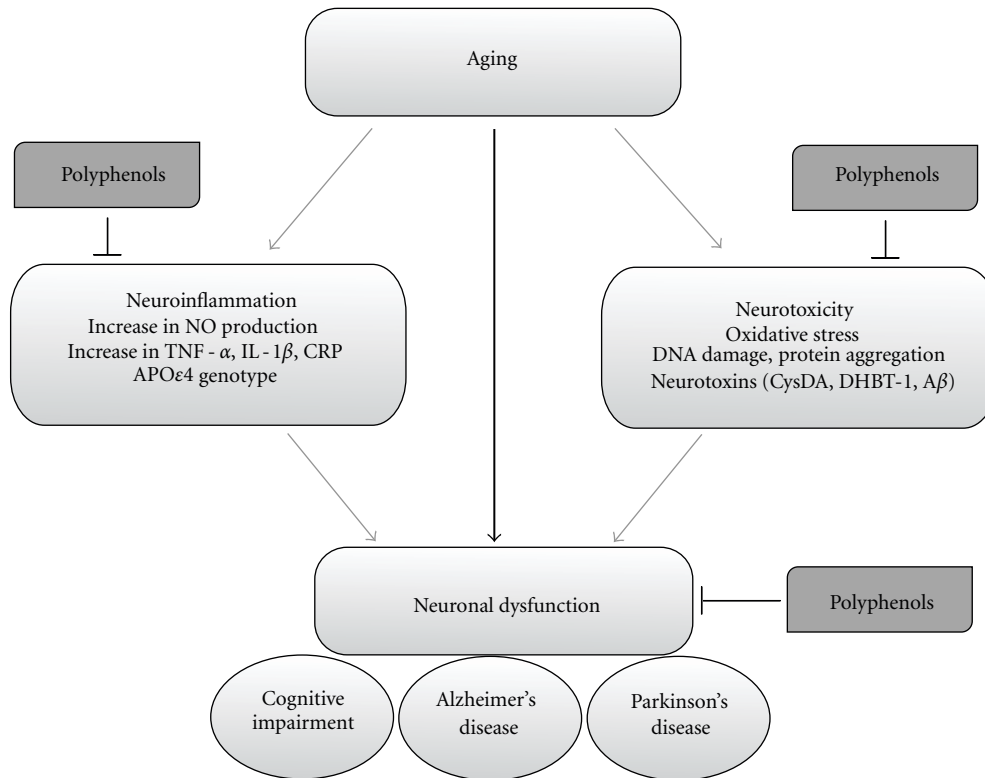 Aging
Polyphenols
Polyphenols
Neuroinflammation
Increase in NO production
Increase in TNF - α, IL - 1β, CRP
APOε4 genotype
Neurotoxicity
Oxidative stress
DNA damage, protein aggregation
Neurotoxins (CysDA, DHBT-1, Aβ)
Neuronal dysfunction
Polyphenols
Cognitive
impairment
Alzheimer's
disease
Parkinson's
disease